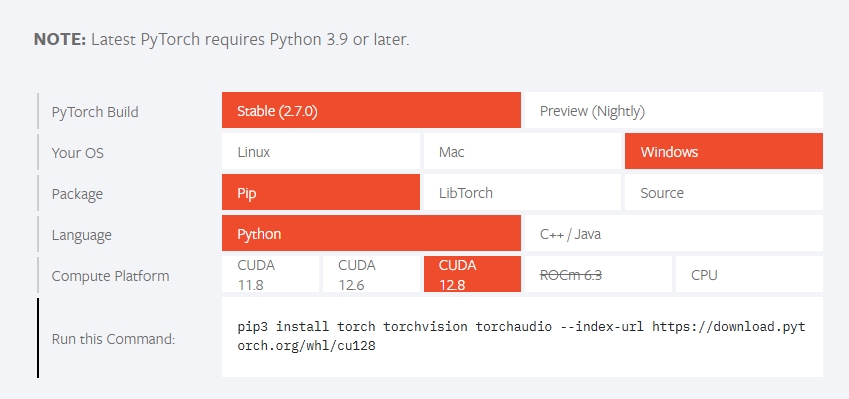 NOTE: Latest PyTorch requires Python 3.9 or later.
PyTorch Build
Stable (2.7.0)
Preview (Nightly)
Your OS
Linux
Mac
Windows
Package
Pip
LibTorch
Source
Language
Python
C++ / Java
Compute Platform
CUDA
11.8
CUDA
12.6
CUDA
12.8
ROCm 6.3
CPU
Run this Command:
pip3 install torch torchvision torchaudio --index-url https://download.pyt
orch.org/whl/cu128